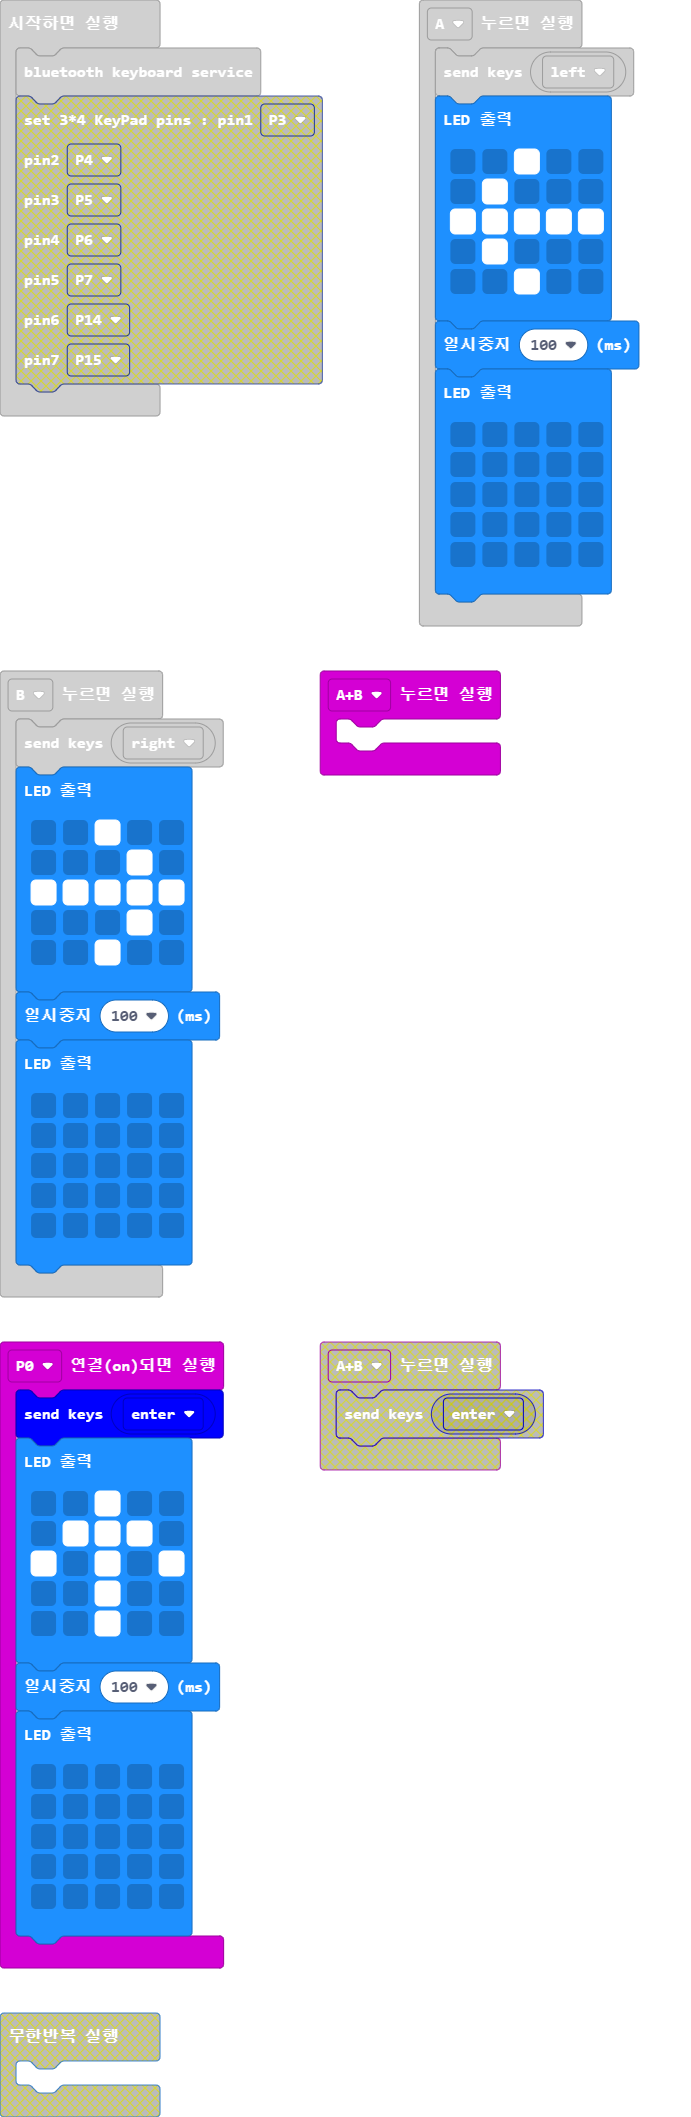 시작하면 실행
bluetooth keyboard service
set 3*4 KeyPad pins : pin1 P3
pin2 P4
pin3 P5
pin4 P6
pin5 P7
pin6 P14
pin7 P15
A 누르면 실행
send keys left
LED 출력
일시중지 100 (ms)
LED 출력
B 누르면 실행
send keys right
LED 출력
일시중지 100 (ms)
LED 출력
A+B 누르면 실행
P0 연결(on)되면 실행
send keys enter
LED 출력
일시중지 100 (ms)
LED 출력
A+B 누르면 실행
send keys enter
무한반복 실행